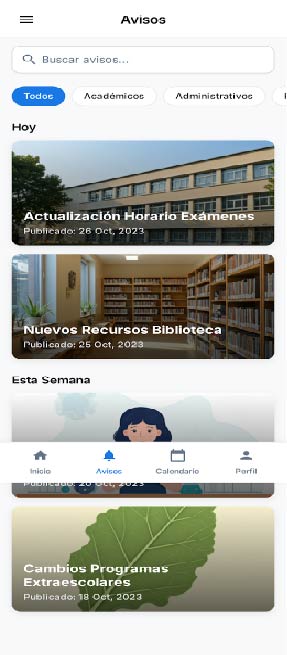 Avisos
Buscar avisos...
Todos
Académicos
Administrativos
Hoy
Actualización Horario Exámenes
Publicado: 26 Oct, 2023
Nuevos Recursos Biblioteca
Publicado: 25 Oct, 2023
Esta Semana
Inicio
Avisos
Calendario
Perfil
Publicado: 20 Oct, 2023
Cambios Programas
Extraescolares
Publicado: 18 Oct, 2023